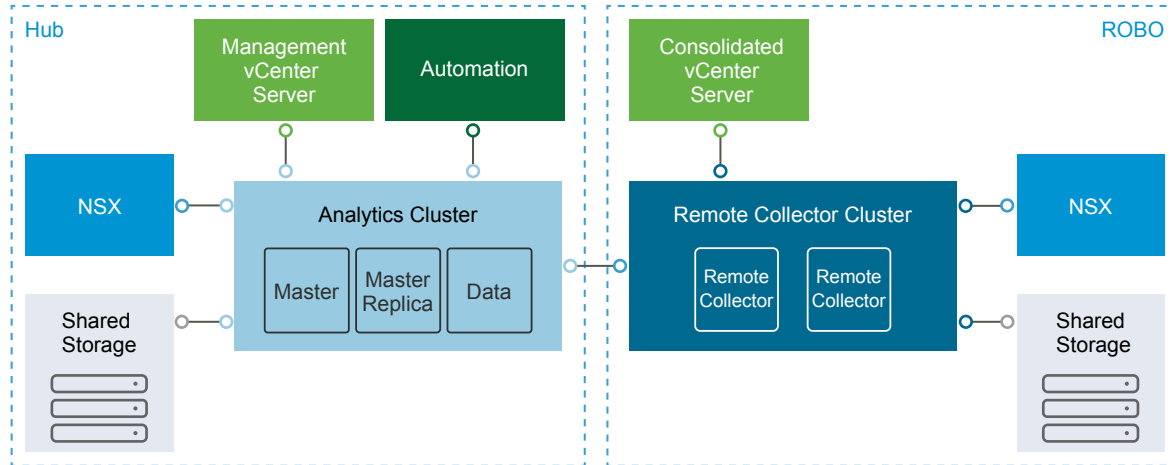 Hub
Management
vCenter
Server
Automation
NSX
Analytics Cluster
Master
Master
Replica
Data
Shared
Storage
ROBO
Consolidated
vCenter
Server
Remote Collector Cluster
Remote
Collector
Remote
Collector
NSX
Shared
Storage